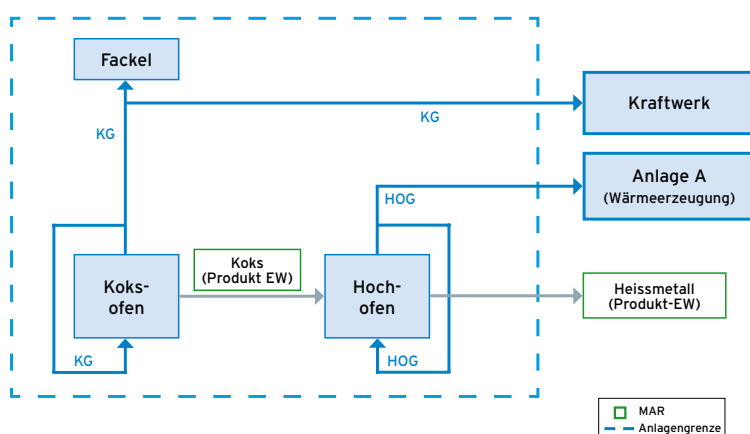 Fackel
Kraftwerk
KG
KG
Anlage A
(Wärmeerzeugung)
HOG
Koks
(Produkt EW)
Koks-
ofen
Hoch-
ofen
Heissmetall
(Produkt-EW)
KG
HOG
MAR
Anlagengrenze